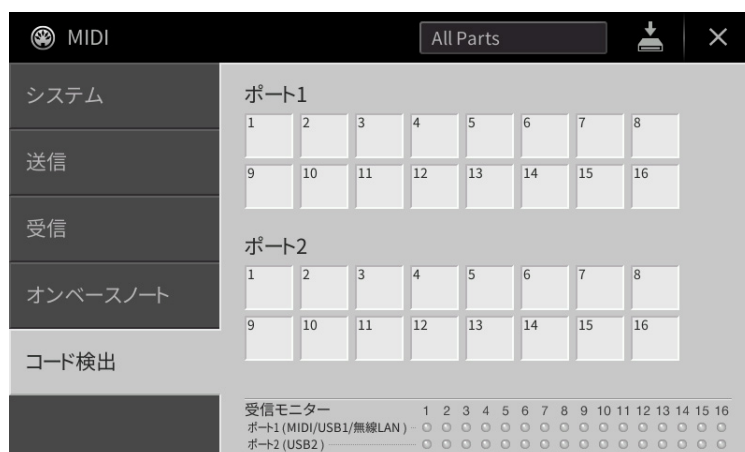 MIDI
All Parts
システム
送信
受信
オンベースノート
コード検出
ポート1
1 2 3 4 5 6 7 8
9 10 11 12 13 14 15 16
ポート2
1 2 3 4 5 6 7 8
9 10 11 12 13 14 15 16
受信モニター 1 2 3 4 5 6 7 8 9 10 11 12 13 14 15 16
ポート1 (MIDI/USB1/無線LAN)
ポート2 (USB2)